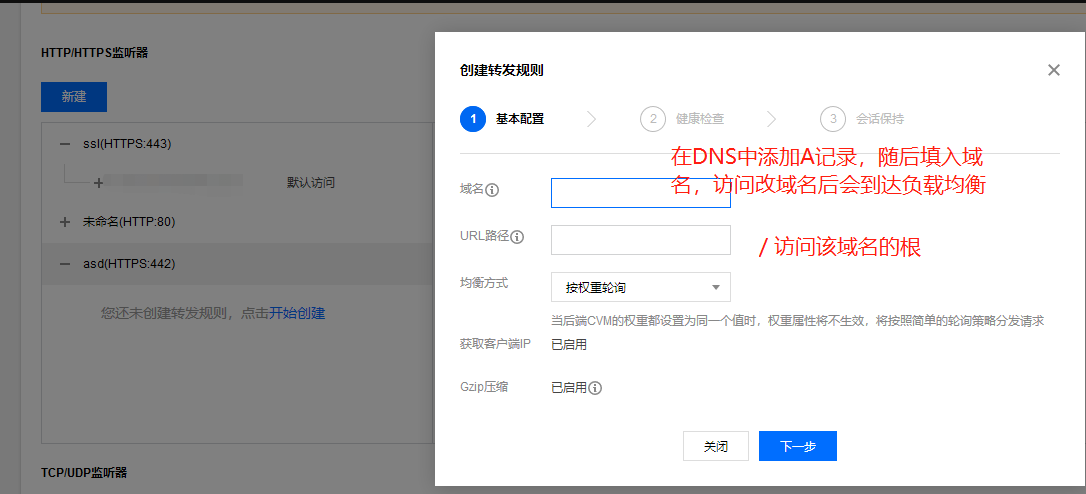 HTTP/HTTPS监听器
新建
ssl(HTTPS:443)
默认访问
未命名(HTTP:80)
asd(HTTPS:442)
您还未创建转发规则，点击开始创建
TCP/UDP监听器
创建转发规则
1 基本配置
2 健康检查
3 会话保持
在DNS中添加A记录，随后填入域
名，访问改域名后会到达负载均衡
域名
URL路径
/ 访问该域名的根
均衡方式
按权重轮询
当后端CVM的权重都设置为同一个值时，权重属性将不生效，将按照简单的轮询策略分发请求
获取客户端IP 已启用
Gzip压缩 已启用
关闭
下一步